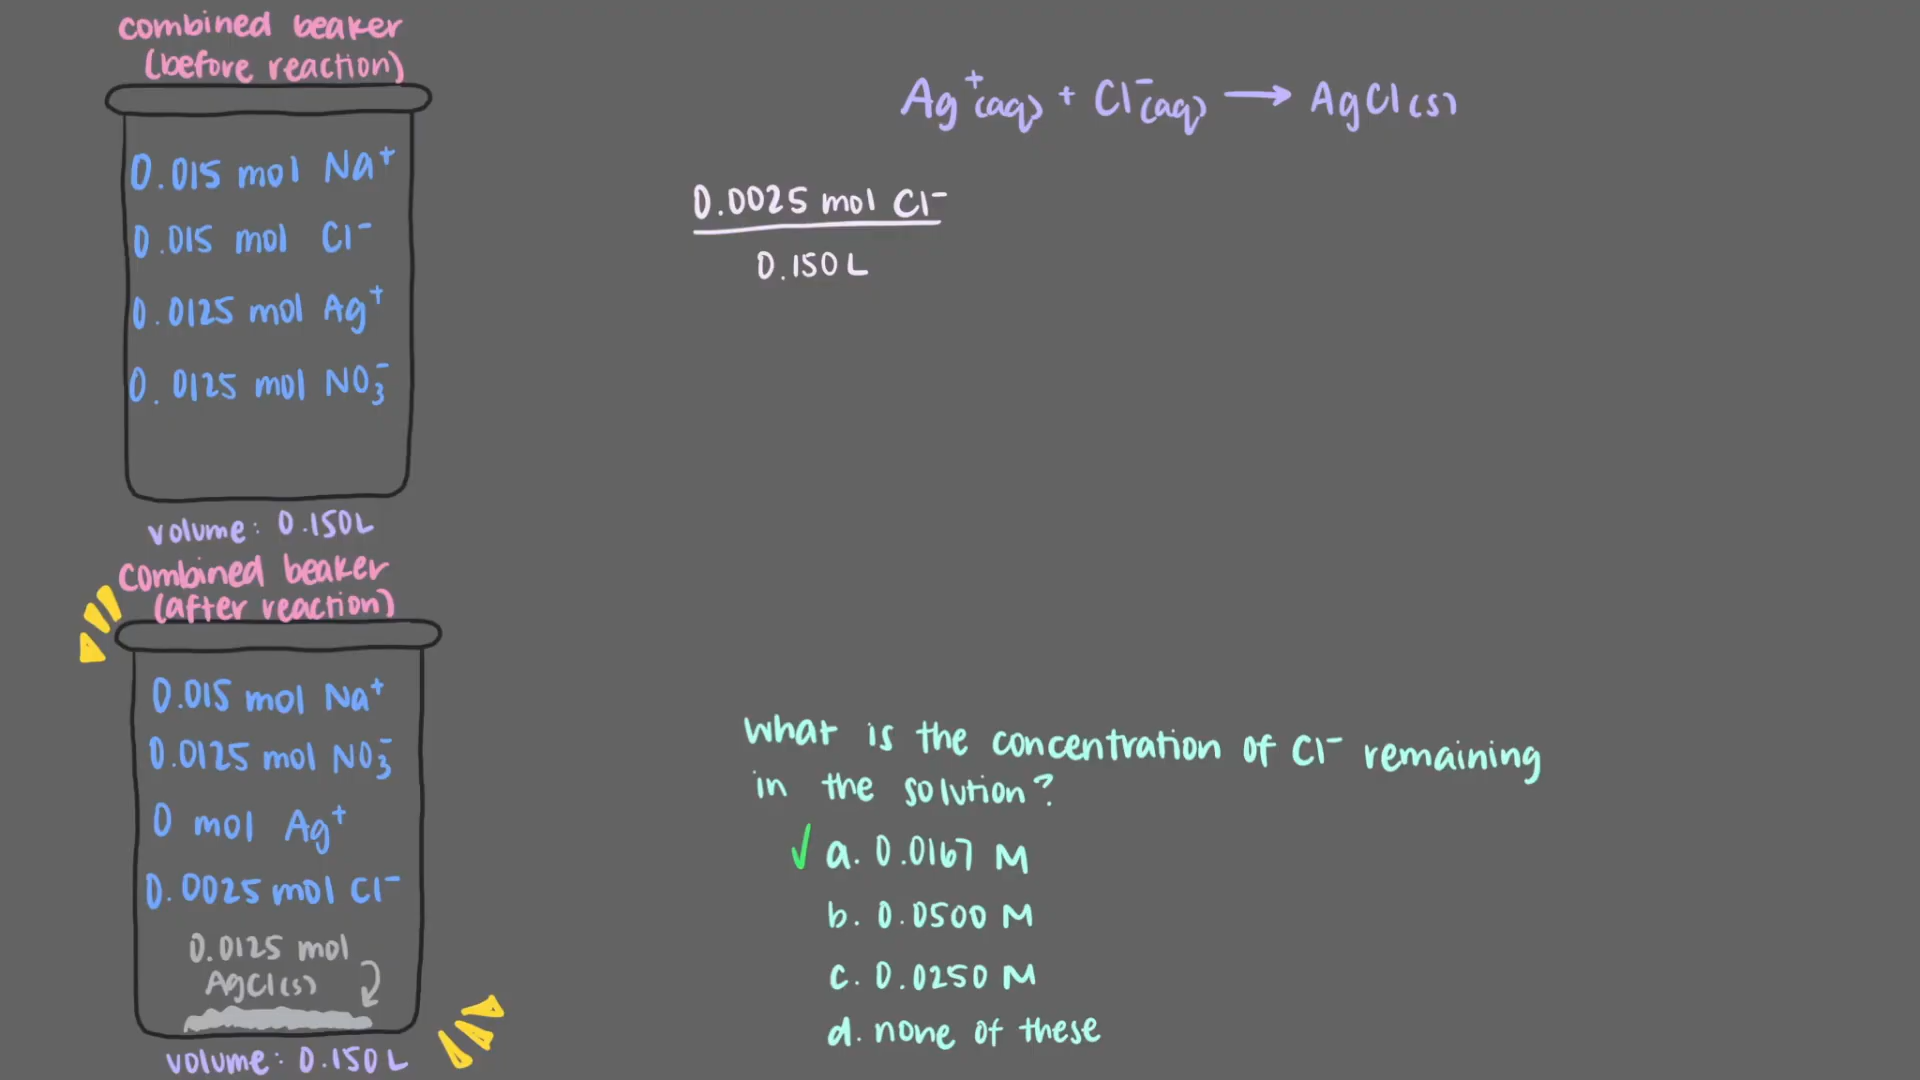 combined beaker
(before reaction)
0.015 mol Na⁺
0.015 mol Cl⁻
0.0125 mol Ag⁺
0.0125 mol NO₃⁻
volume: 0.150L
combined beaker
(after reaction)
0.015 mol Na⁺
0.0125 mol NO₃⁻
0 mol Ag⁺
0.0025 mol Cl⁻
0.0125 mol
AgCl(s)
volume: 0.150 L
Ag⁺(aq) + Cl⁻(aq) → AgCl(s)
0.0025 mol Cl⁻
0.150 L
what is the concentration of Cl⁻ remaining
in the solution?
✓ a. 0.0167 M
b. 0.0500 M
c. 0.0250 M
d. none of these